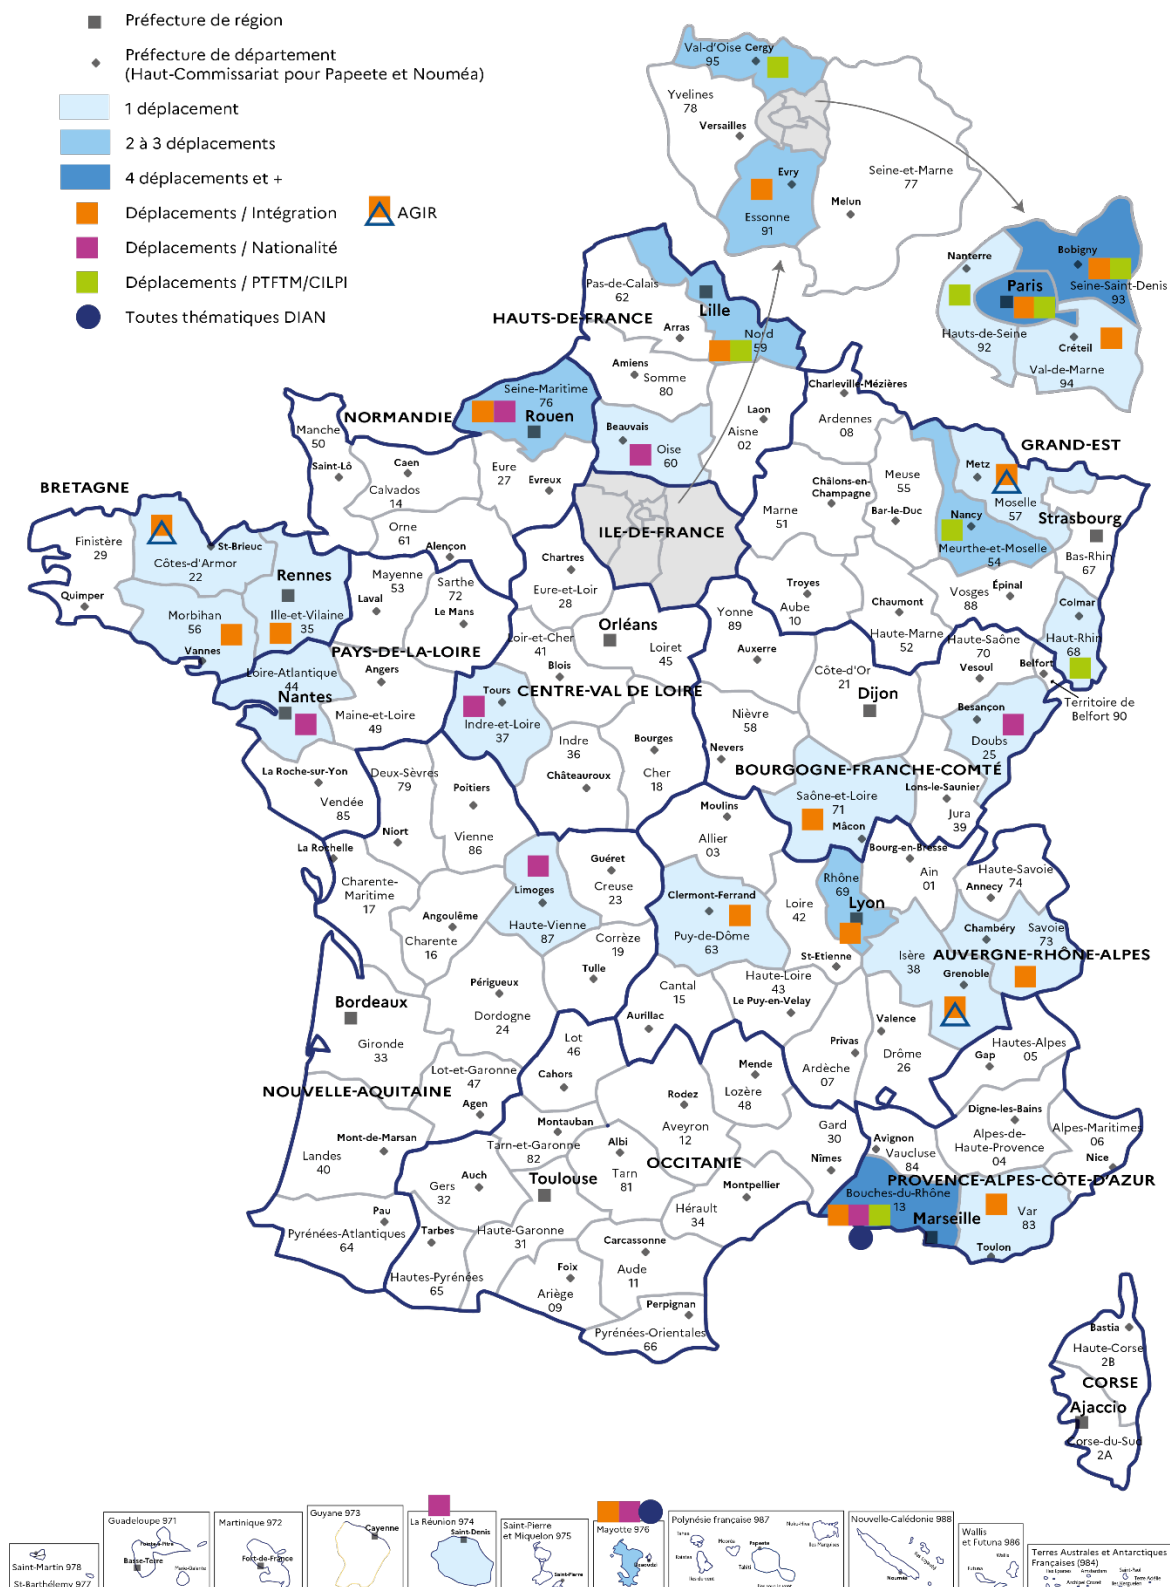 Préfecture de région
Préfecture de département
(Haut-Commissariat pour Papeete et Nouméa)
1 déplacement
2 à 3 déplacements
4 déplacements et +
Déplacements / Intégration
AGIR
Déplacements / Nationalité
Déplacements / PTFTM/CILPI
Toutes thématiques DIAN
Val-d'Oise
Cergy
95
Yvelines
78
Versailles
Evry
Essonne
91
Seine-et-Marne
77
Melun
Nanterre
Bobigny
Paris
Seine-Saint-Denis
93
Hauts-de-Seine
92
Créteil
Val-de-Marne
94
Pas-de-Calais
62
Lille
HAUTS-DE-FRANCE
Arras
Nord
59
Amiens
Somme
80
Seine-Maritime
76
NORMANDIE
Rouen
Beauvais
Oise
60
Laon
Aisne
02
Charleville-Mézières
Ardennes
08
GRAND-EST
Manche
50
Saint-Lô
Caen
Calvados
14
Eure
27
Evreux
Châlons-en-
Champagne
Marne
51
Meuse
55
Bar-le-Duc
Metz
Moselle
57
Nancy
Meurthe-et-Moselle
54
Strasbourg
Bas-Rhin
67
BRETAGNE
Finistère
29
St-Brieuc
Côtes-d'Armor
22
Orne
61
Alençon
ILE-DE-FRANCE
Chartres
Eure-et-Loir
28
Quimper
Morbihan
56
Vannes
Rennes
Ille-et-Vilaine
35
Mayenne
53
Laval
Sarthe
72
Le Mans
Troyes
Aube
10
Chaumont
Haute-Marne
52
Vosges
88
Épinal
Colmar
Haut-Rhin
68
Loir-et-Cher
41
Blois
Orléans
Loiret
45
Yonne
89
Auxerre
Haute-Saône
70
Vesoul
Belfort
Territoire de
Belfort 90
PAYS-DE-LA-LOIRE
Loire-Atlantique
44
Nantes
Angers
Maine-et-Loire
49
Tours
Indre-et-Loire
37
CENTRE-VAL DE LOIRE
Côte-d'Or
21
Dijon
Besançon
Doubs
25
Nièvre
58
Nevers
Indre
36
Châteauroux
Bourges
Cher
18
BOURGOGNE-FRANCHE-COMTÉ
La Roche-sur-Yon
Vendée
85
Deux-Sèvres
79
Niort
Poitiers
Vienne
86
Moulins
Allier
03
Saône-et-Loire
71
Mâcon
Lons-le-Saunier
Jura
39
La Rochelle
Charente-
Maritime
17
Angoulême
Charente
16
Limoges
Haute-Vienne
87
Guéret
Creuse
23
Clermont-Ferrand
Puy-de-Dôme
63
Loire
42
St-Etienne
Rhône
69
Lyon
Bourg-en-Bresse
Ain
01
Haute-Savoie
74
Annecy
Chambéry
Savoie
73
AUVERGNE-RHÔNE-ALPES
Isère
38
Grenoble
Corrèze
19
Tulle
Périgueux
Dordogne
24
Cantal
15
Aurillac
Haute-Loire
43
Le Puy-en-Velay
Bordeaux
Gironde
33
Privas
Ardèche
07
Valence
Drôme
26
Hautes-Alpes
05
Gap
Lot
46
Cahors
Lot-et-Garonne
47
Agen
NOUVELLE-AQUITAINE
Mende
Lozère
48
Rodez
Aveyron
12
Montauban
Tarn-et-Garonne
82
Albi
Tarn
81
OCCITANIE
Mont-de-Marsan
Landes
40
Gard
30
Nîmes
Avignon
Vaucluse
84
Digne-les-Bains
Alpes-de-
Haute-Provence
04
Alpes-Maritimes
06
Nice
PROVENCE-ALPES-CÔTE-D'AZUR
Bouches-du-Rhône
13
Marseille
Var
83
Toulon
Auch
Gers
32
Toulouse
Haute-Garonne
31
Montpellier
Hérault
34
Pau
Pyrénées-Atlantiques
64
Tarbes
Hautes-Pyrénées
65
Foix
Ariège
09
Carcassonne
Aude
11
Perpignan
Pyrénées-Orientales
66
Bastia
Haute-Corse
2B
CORSE
Ajaccio
Corse-du-Sud
2A
Saint-Martin 978
St-Barthélemy 977
Guadeloupe 971
Pointe-à-Pitre
Basse-Terre
Martinique 972
Fort-de-France
Guyane 973
Cayenne
La Réunion 974
Saint-Denis
Saint-Pierre
et Miquelon 975
Saint-Pierre
Mayotte 976
Polynésie française 987
Papeete
Tahiti
Nouvelle-Calédonie 988
Nouméa
Wallis
et Futuna 986
Wallis
Futuna
Terres Australes et Antarctiques
Françaises (984)